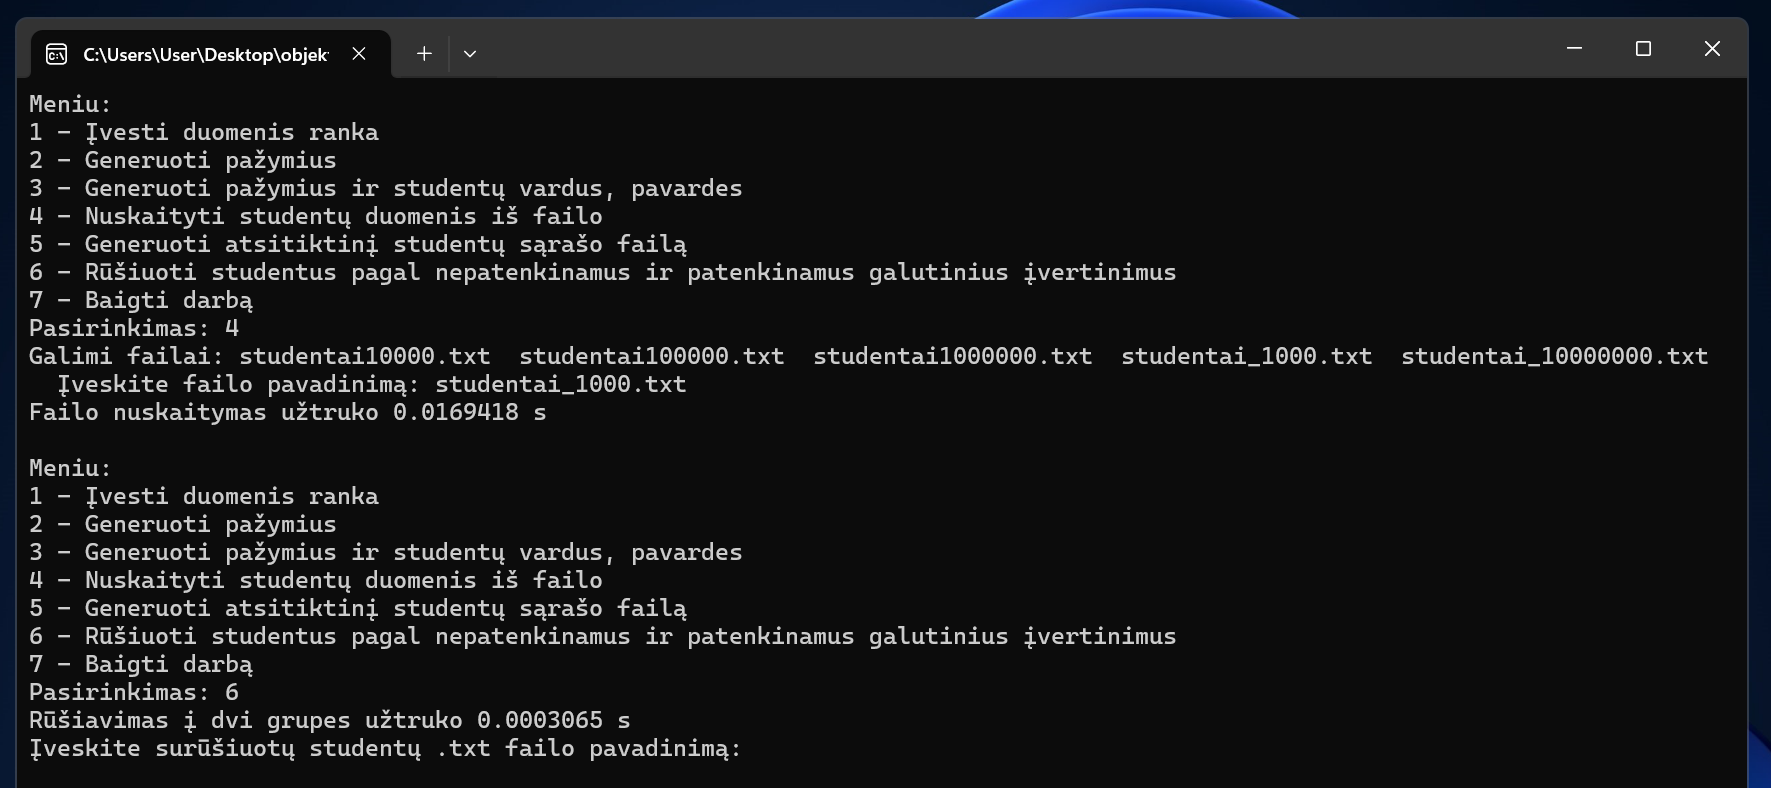 C:\Users\User\Desktop\objek
Meniu:
1 - Įvesti duomenis ranka
2 - Generuoti pažymius
3 - Generuoti pažymius ir studentų vardus, pavardes
4 - Nuskaityti studentų duomenis iš failo
5 - Generuoti atsitiktinį studentų sąrašo failą
6 - Rūšiuoti studentus pagal nepatenkinamus ir patenkinamus galutinius įvertinimus
7 - Baigti darbą
Pasirinkimas: 4
Galimi failai: studentai10000.txt  studentai100000.txt  studentai1000000.txt  studentai_1000.txt  studentai_10000000.txt
  Įveskite failo pavadinimą: studentai_1000.txt
Failo nuskaitymas užtruko 0.0169418 s
Meniu:
1 - Įvesti duomenis ranka
2 - Generuoti pažymius
3 - Generuoti pažymius ir studentų vardus, pavardes
4 - Nuskaityti studentų duomenis iš failo
5 - Generuoti atsitiktinį studentų sąrašo failą
6 - Rūšiuoti studentus pagal nepatenkinamus ir patenkinamus galutinius įvertinimus
7 - Baigti darbą
Pasirinkimas: 6
Rūšiavimas į dvi grupes užtruko 0.0003065 s
Įveskite surūšiuotų studentų .txt failo pavadinimą: